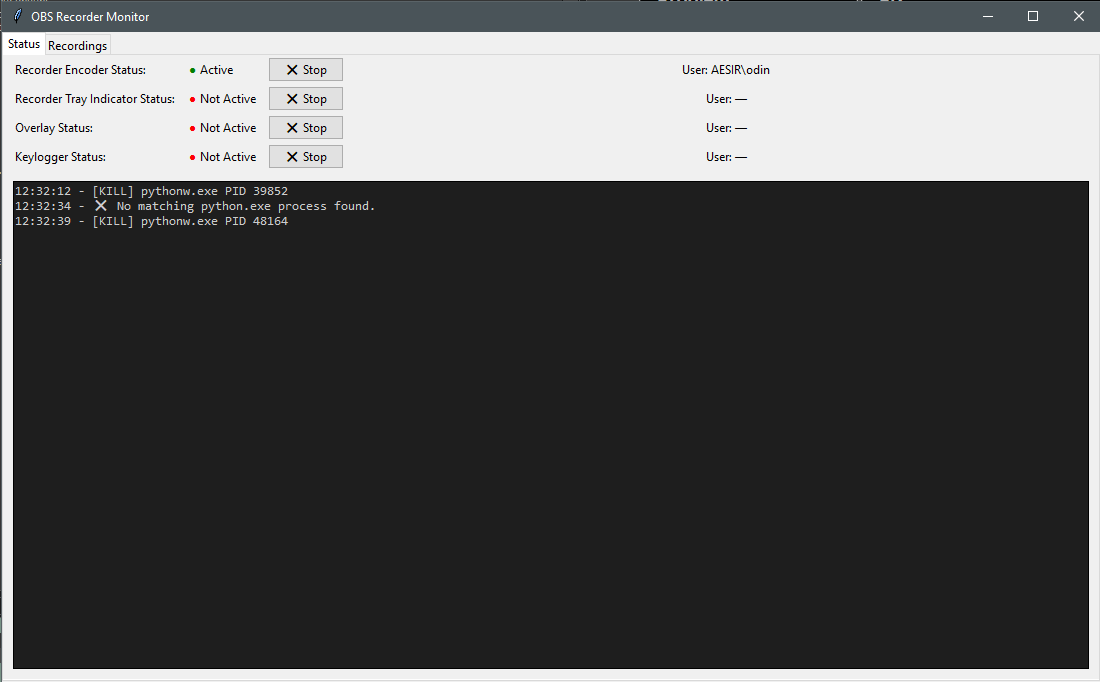 OBS Recorder Monitor
Status Recordings
Recorder Encoder Status: ● Active ✕ Stop User: AESIR\odin
Recorder Tray Indicator Status: ● Not Active ✕ Stop User: —
Overlay Status: ● Not Active ✕ Stop User: —
Keylogger Status: ● Not Active ✕ Stop User: —
12:32:12 - [KILL] pythonw.exe PID 39852
12:32:34 - ❌ No matching python.exe process found.
12:32:39 - [KILL] pythonw.exe PID 48164